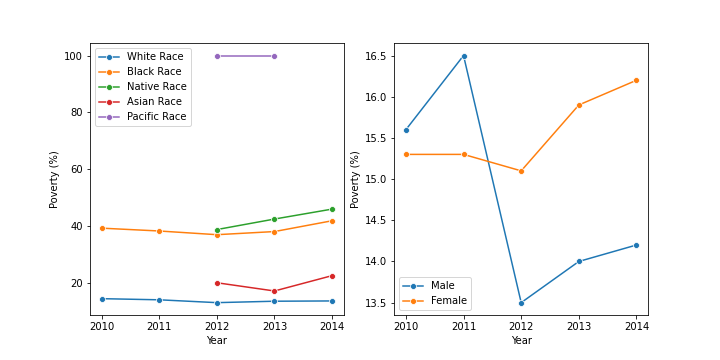 Poverty (%)
100
80
60
40
20
White Race
Black Race
Native Race
Asian Race
Pacific Race
2010 2011 2012 2013 2014
Year
Poverty (%)
16.5
16.0
15.5
15.0
14.5
14.0
13.5
Male
Female
2010 2011 2012 2013 2014
Year